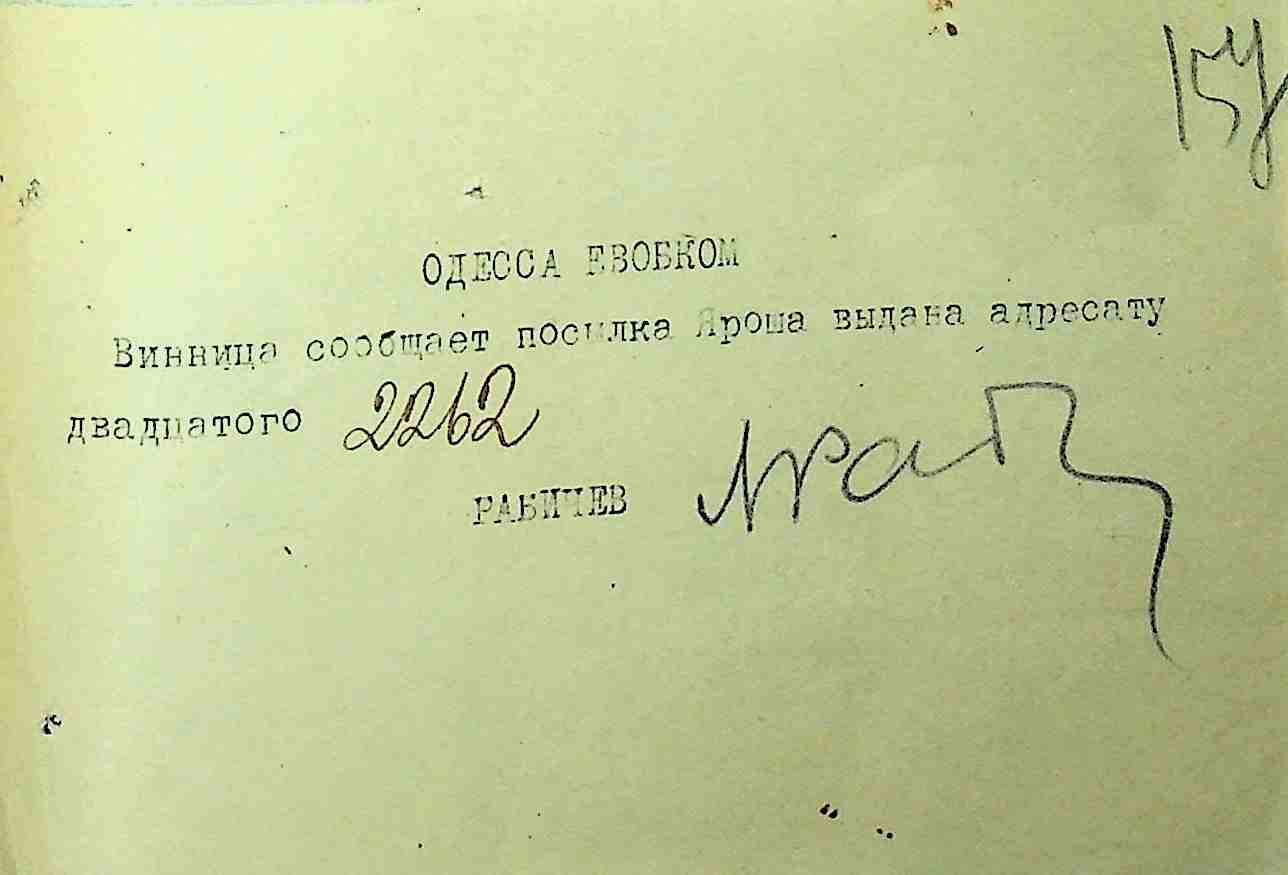 ОДЕССА ЕВОБКОМ
Винница сообщает посылка Яроша выдана адресату
двадцатого 2262
РАБИЧЕВ